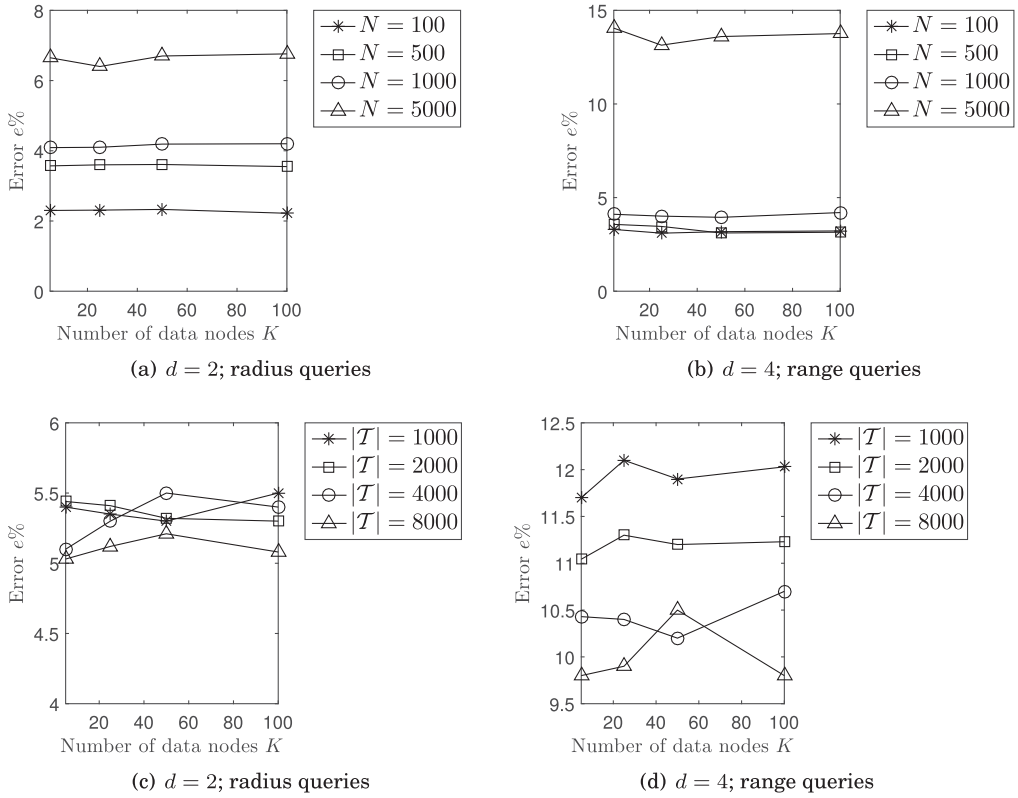 8
6
4
2
0
Error e%
20 40 60 80 100
Number of data nodes K
N = 100
N = 500
N = 1000
N = 5000
(a) d = 2; radius queries
15
10
5
0
Error e%
20 40 60 80 100
Number of data nodes K
N = 100
N = 500
N = 1000
N = 5000
(b) d = 4; range queries
6
5.5
5
4.5
4
Error e%
20 40 60 80 100
Number of data nodes K
|𝒯| = 1000
|𝒯| = 2000
|𝒯| = 4000
|𝒯| = 8000
(c) d = 2; radius queries
12.5
12
11.5
11
10.5
10
9.5
Error e%
20 40 60 80 100
Number of data nodes K
|𝒯| = 1000
|𝒯| = 2000
|𝒯| = 4000
|𝒯| = 8000
(d) d = 4; range queries